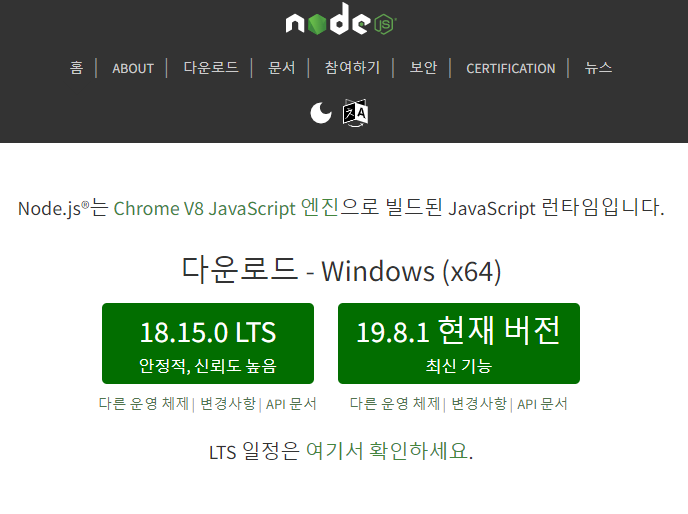 node JS
홈 | ABOUT | 다운로드 | 문서 | 참여하기 | 보안 | CERTIFICATION | 뉴스
Node.js®는 Chrome V8 JavaScript 엔진으로 빌드된 JavaScript 런타임입니다.
다운로드 - Windows (x64)
18.15.0 LTS
안정적, 신뢰도 높음
19.8.1 현재 버전
최신 기능
다른 운영 체제 | 변경사항 | API 문서
다른 운영 체제 | 변경사항 | API 문서
LTS 일정은 여기서 확인하세요.